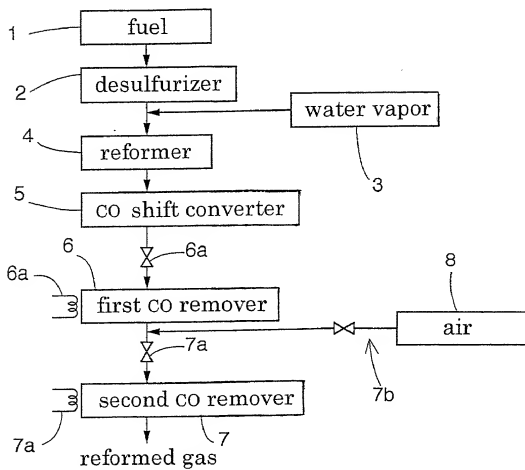 1
fuel
2
desulfurizer
water vapor
3
4
reformer
5
CO shift converter
6a
6
6a
first CO remover
8
air
7a
7b
second CO remover
7a
7
reformed gas